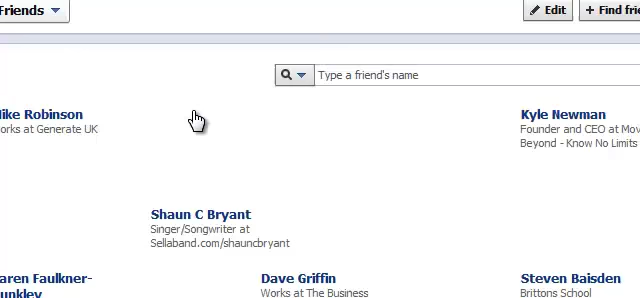 Friends
Edit
+ Find frie
Type a friend's name
ike Robinson
orks at Generate UK
Kyle Newman
Founder and CEO at Mov
Beyond - Know No Limits
Shaun C Bryant
Singer/Songwriter at
Sellaband.com/shauncbryant
aren Faulkner-
unkley
Dave Griffin
Works at The Business
Steven Baisden
Brittons School